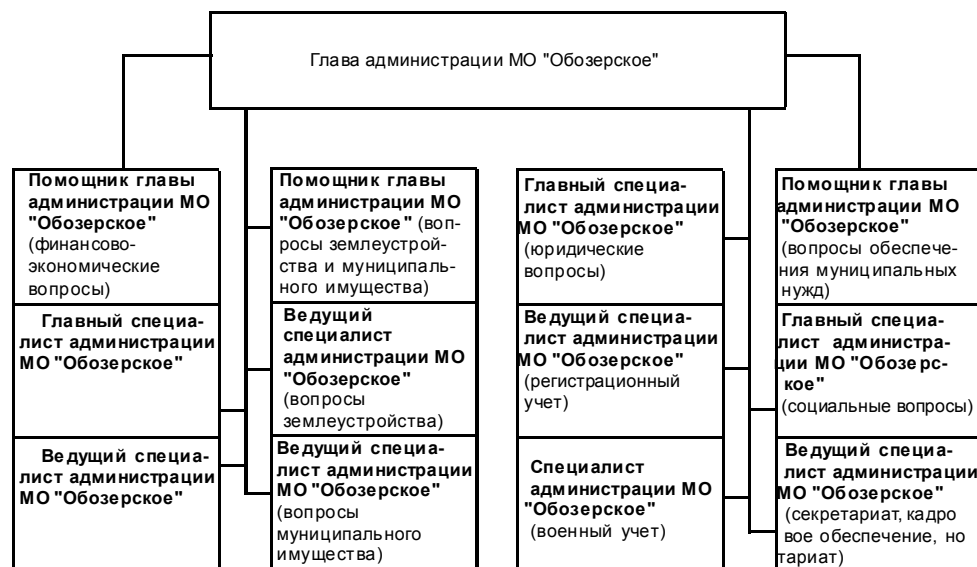 Глава администрации МО "Обозерское"
Помощник главы
администрации МО
"Обозерское"
(финансово-
экономические
вопросы)
Главный специа-
лист администрации
МО "Обозерское"
Ведущий специа-
лист администрации
МО "Обозерское"
Помощник главы
администрации МО
"Обозерское" (воп-
росы землеустрой-
ства и муниципаль-
ного имущества)
Ведущий
специалист
администрации МО
"Обозерское"
(вопросы
землеустройства)
Ведущий специа-
лист администрации
МО "Обозерское"
(вопросы
муниципального
имущества)
Главный специа-
лист администрации
МО "Обозерское"
(юридические
вопросы)
Ведущий специа-
лист администрации
МО "Обозерское"
(регистрационный
учет)
Специалист
администрации МО
"Обозерское"
(военный учет)
Помощник главы
администрации МО
"Обозерское"
(вопросы обеспече-
ния муниципальных
нужд)
Главный специа-
лист администра-
ции МО "Обозерс-
кое"
(социальные вопросы)
Ведущий специа-
лист администрации
МО "Обозерское"
(секретариат, кадро
вое обеспечение, но
тариат)